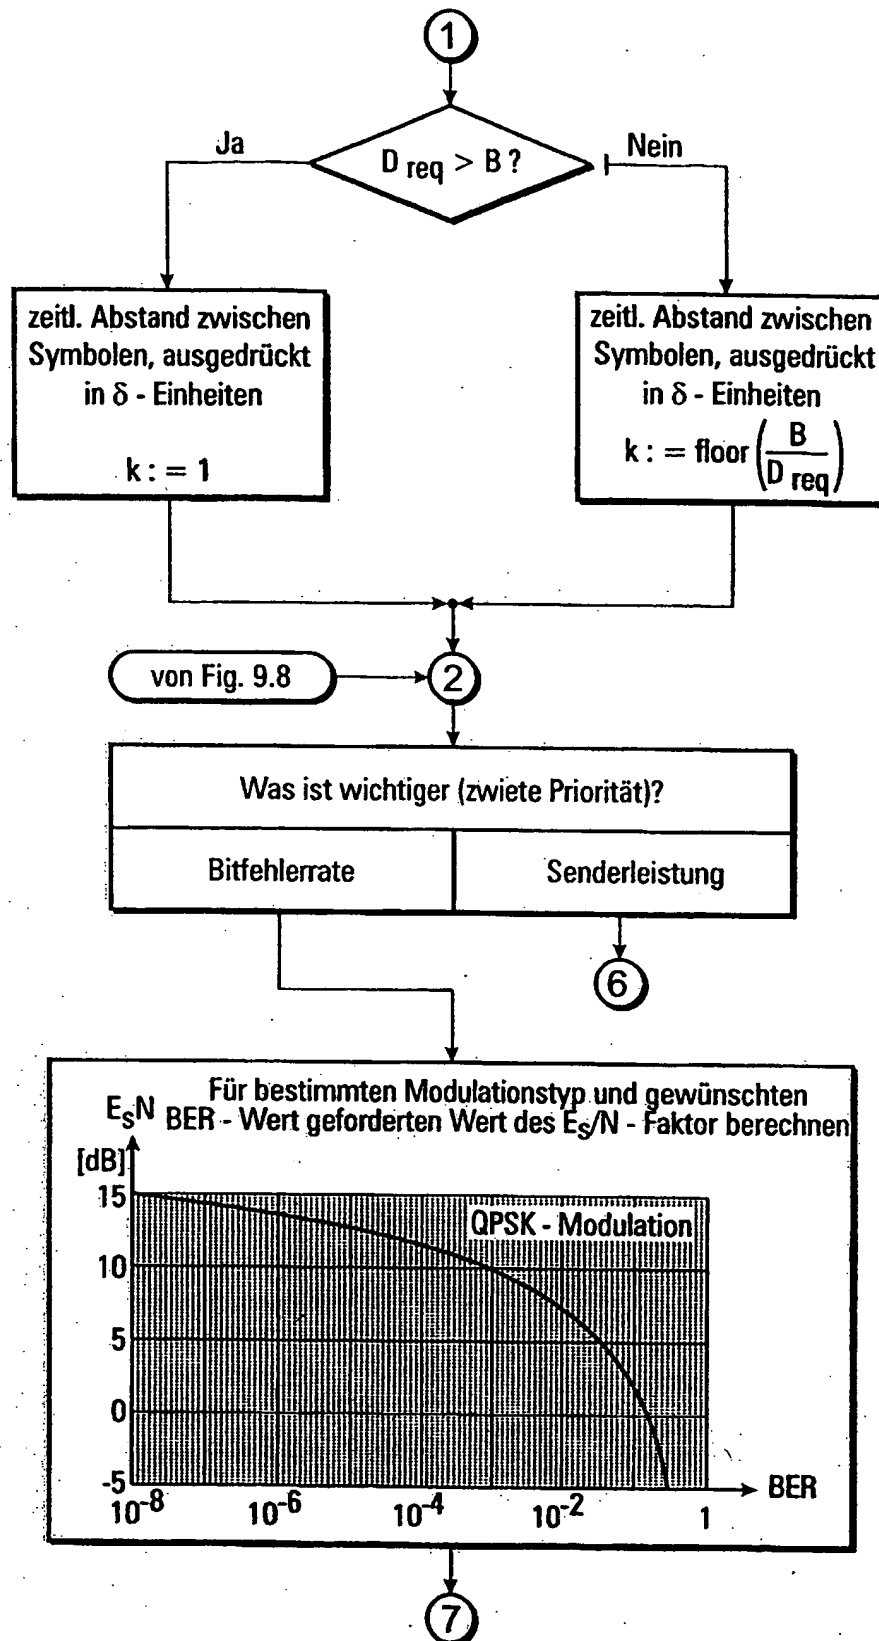 1
D req > B ?
Ja
Nein
zeitl. Abstand zwischen
Symbolen, ausgedrückt
in δ - Einheiten
k : = 1
zeitl. Abstand zwischen
Symbolen, ausgedrückt
in δ - Einheiten
k : = floor ( B / D req )
von Fig. 9.8
2
Was ist wichtiger (zwiete Priorität)?
Bitfehlerrate
Senderleistung
6
Für bestimmten Modulationstyp und gewünschten
BER - Wert geforderten Wert des Es/N - Faktor berechnen
EsN
[dB]
QPSK - Modulation
15
10
5
0
-5
10-8
10-6
10-4
10-2
1
BER
7